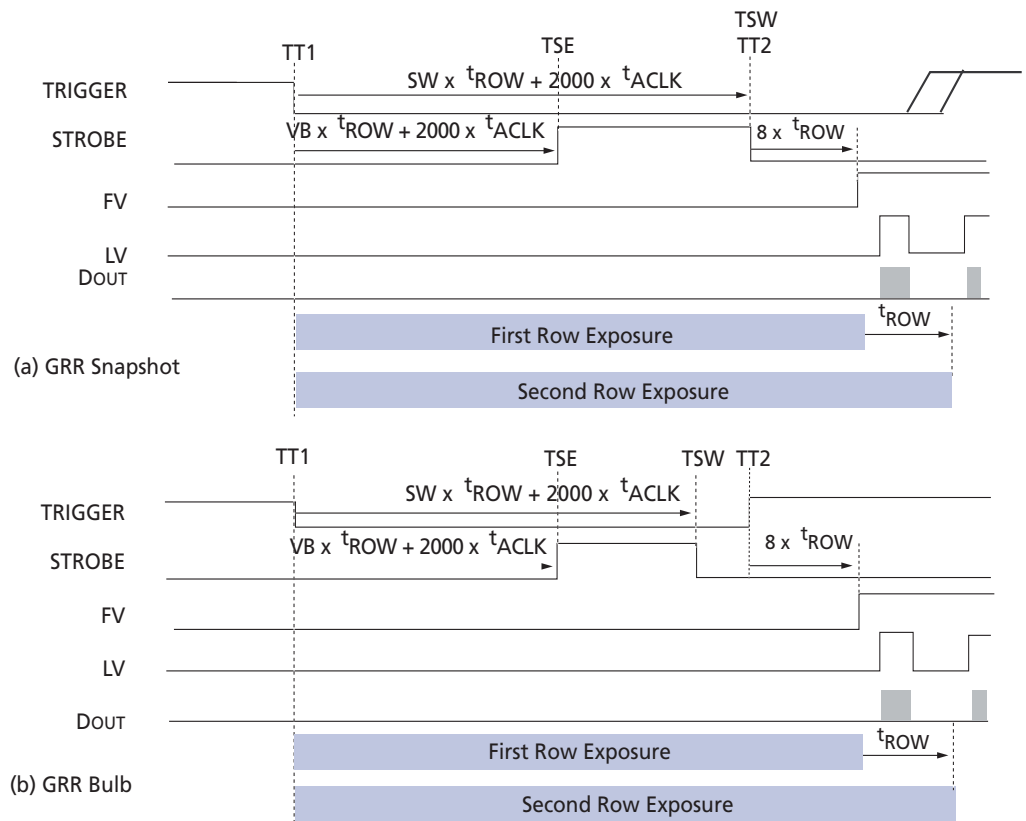 TSW
TT1 TSE TT2
TRIGGER SW x tROW + 2000 x tACLK
STROBE VB x tROW + 2000 x tACLK 8 x tROW
FV
LV
DOUT
First Row Exposure tROW
(a) GRR Snapshot
Second Row Exposure
TT1 TSE TSW TT2
SW x tROW + 2000 x tACLK
TRIGGER
VB x tROW + 2000 x tACLK 8 x tROW
STROBE
FV
LV
DOUT
First Row Exposure tROW
(b) GRR Bulb
Second Row Exposure